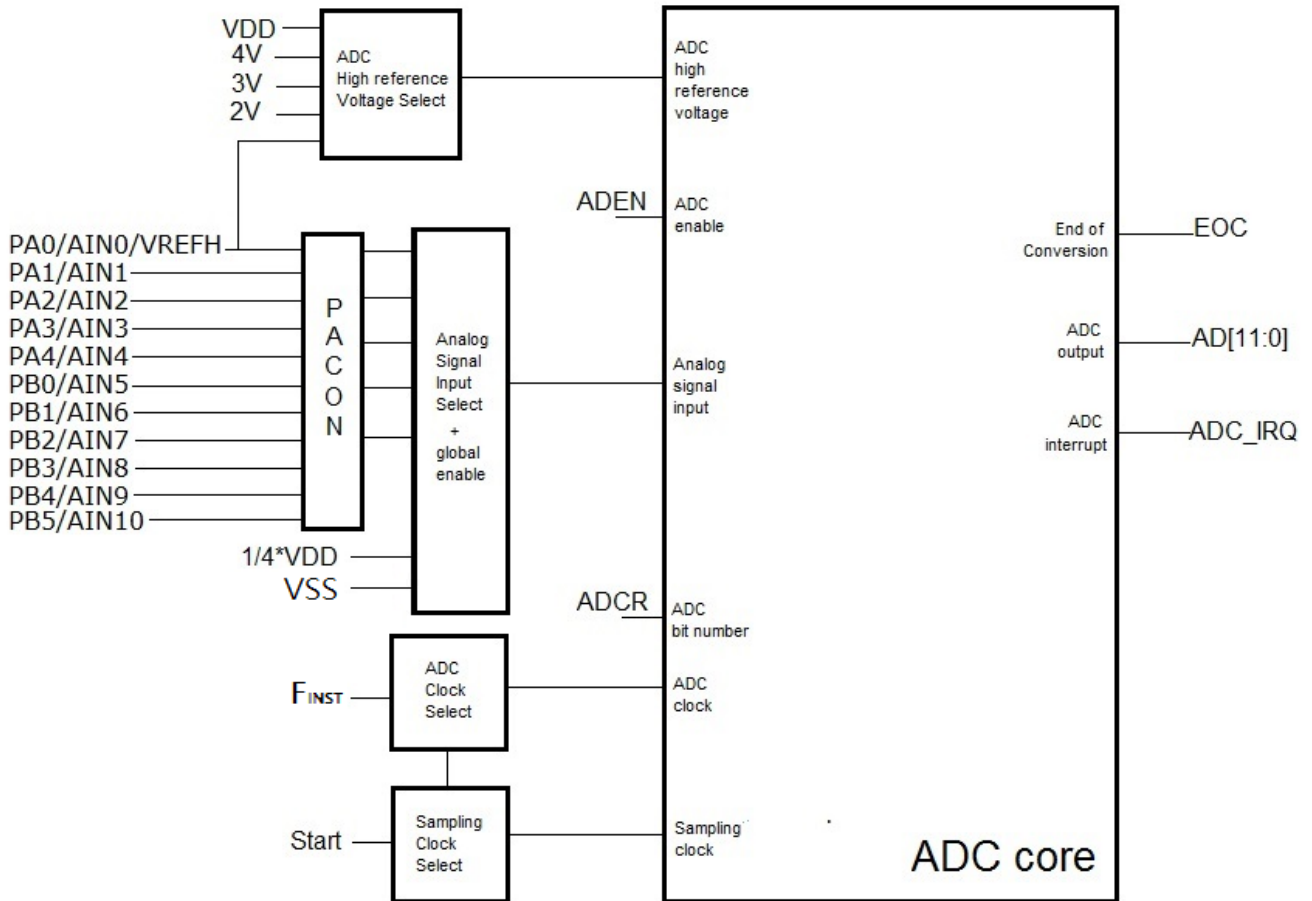 VDD
4V
3V
2V
ADC
High reference
Voltage Select
ADC
high
reference
voltage
ADEN
ADC
enable
PA0/AIN0/VREFH
PA1/AIN1
PA2/AIN2
PA3/AIN3
PA4/AIN4
PB0/AIN5
PB1/AIN6
PB2/AIN7
PB3/AIN8
PB4/AIN9
PB5/AIN10
P
A
C
O
N
Analog
Signal
Input
Select
+
global
enable
1/4*VDD
VSS
Analog
signal
input
End of
Conversion
EOC
ADC
output
AD[11:0]
ADC
interrupt
ADC_IRQ
ADCR
ADC
bit number
FINST
ADC
Clock
Select
ADC
clock
Start
Sampling
Clock
Select
Sampling
clock
ADC core